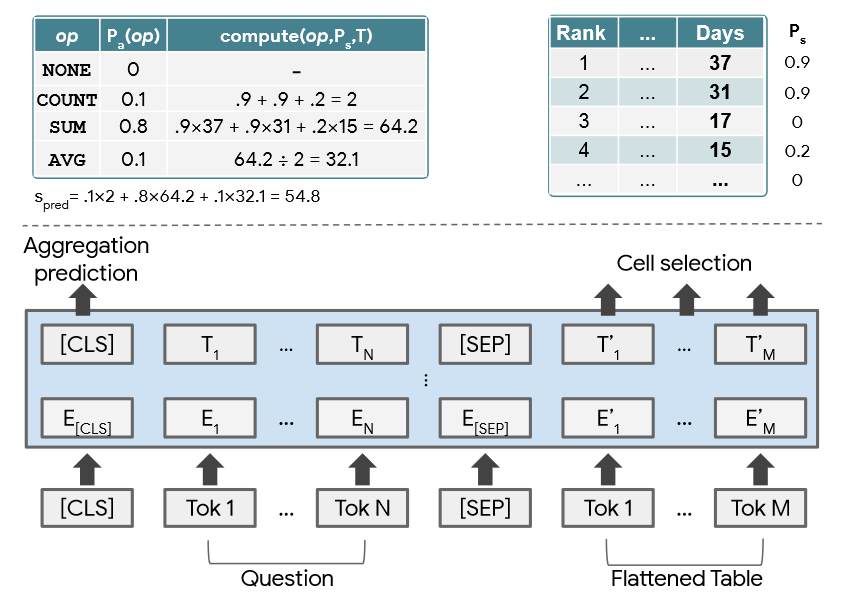 op P_a(op) compute(op,P_s,T)
NONE 0 –
COUNT 0.1 .9 + .9 + .2 = 2
SUM 0.8 .9×37 + .9×31 + .2×15 = 64.2
AVG 0.1 64.2 ÷ 2 = 32.1
s_pred= .1×2 + .8×64.2 + .1×32.1 = 54.8
Rank ... Days P_s
1 ... 37 0.9
2 ... 31 0.9
3 ... 17 0
4 ... 15 0.2
... ... ... 0
Aggregation
prediction
Cell selection
[CLS] T_1 ... T_N [SEP] T'_1 ... T'_M
⋮
E_[CLS] E_1 ... E_N E_[SEP] E'_1 ... E'_M
[CLS] Tok 1 ... Tok N [SEP] Tok 1 ... Tok M
Question Flattened Table